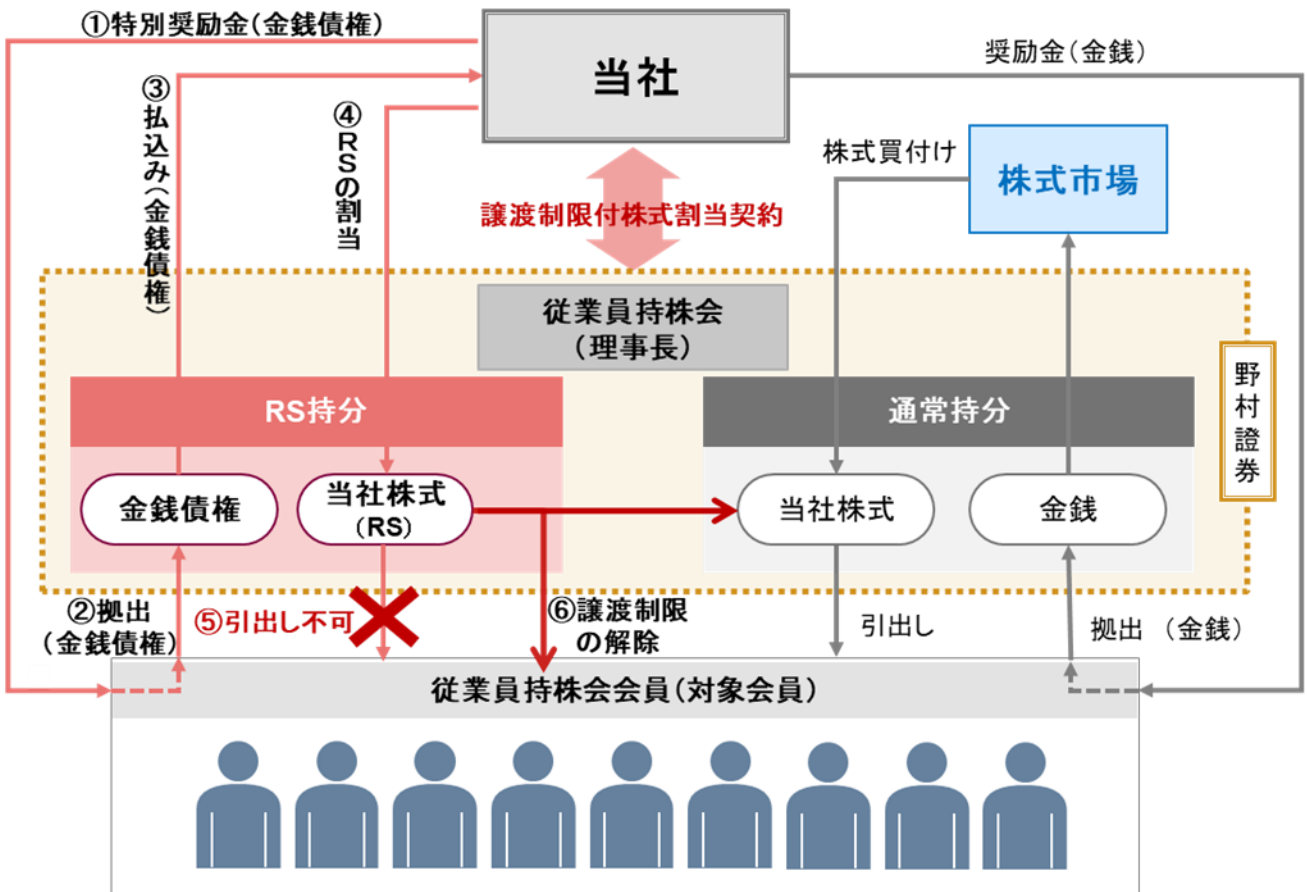 ①特別奨励金(金銭債権)
当社
奨励金(金銭)
③払込み(金銭債権)
④RSの割当
株式買付け
株式市場
譲渡制限付株式割当契約
従業員持株会
(理事長)
野村證券
RS持分
通常持分
金銭債権
当社株式
(RS)
当社株式
金銭
②拠出
(金銭債権)
⑤引出し不可
⑥譲渡制限
の解除
引出し
拠出 (金銭)
従業員持株会会員(対象会員)